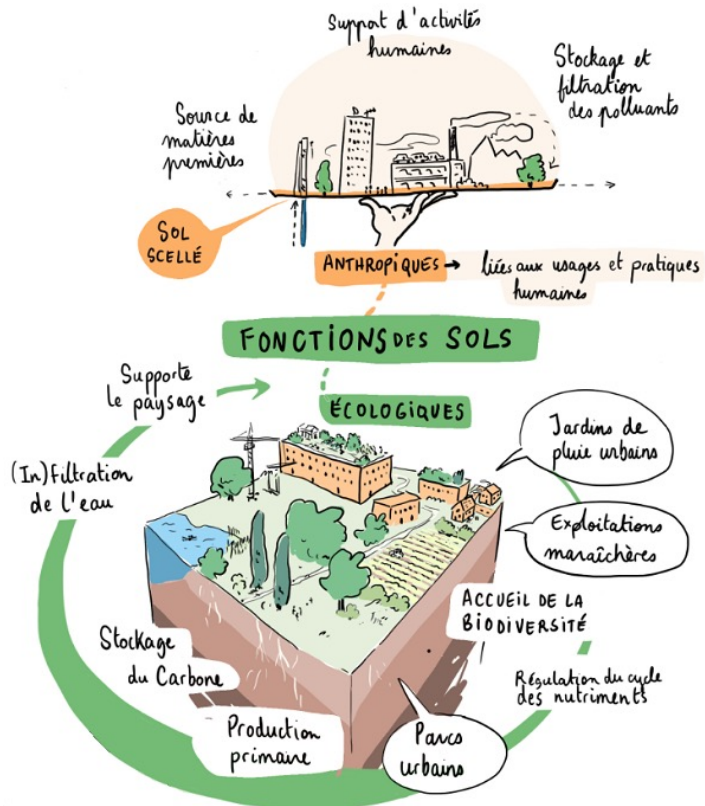 Support d'activités
humaines
Stockage et
filtration
des polluants
Source de
matières
premières
SOL
SCELLÉ
ANTHROPIQUES → liées aux usages et pratiques
humaines
FONCTIONS DES SOLS
ÉCOLOGIQUES
Supporte
le paysage
(In)filtration
de l'eau
Jardins de
pluie urbains
Exploitations
maraîchères
ACCUEIL DE LA
BIODIVERSITÉ
Stockage
du Carbone
Régulation du cycle
des nutriments
Production
primaire
Parcs
urbains